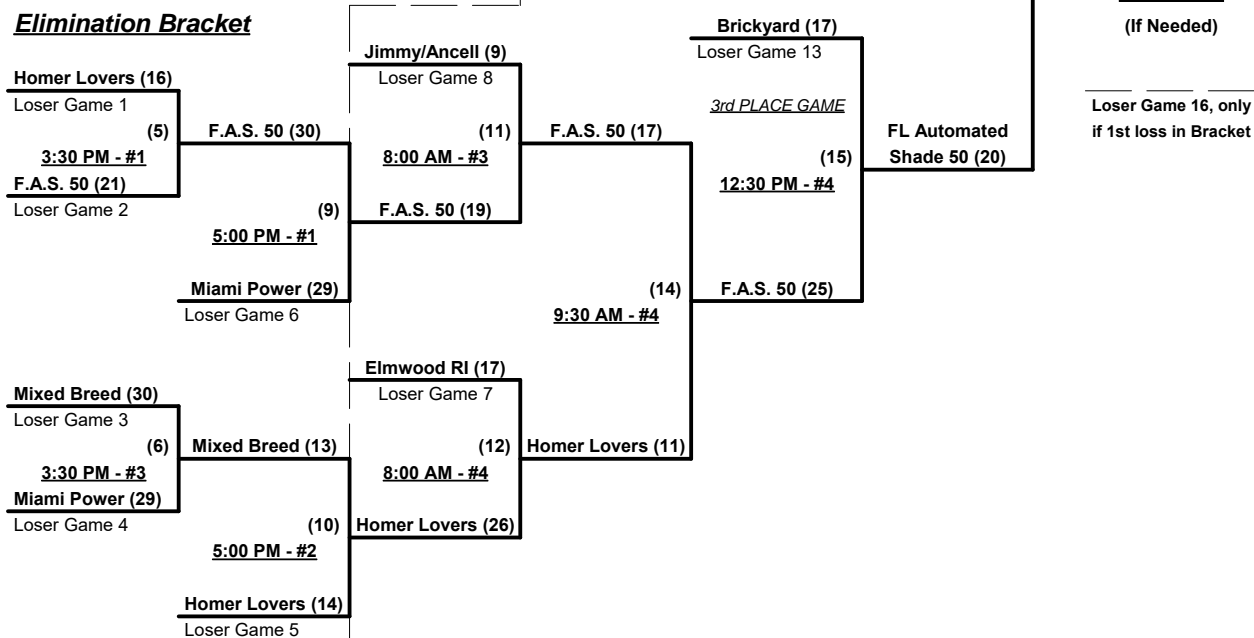 Elimination Bracket
Brickyard (17)
(If Needed)
Jimmy/Ancell (9)
Loser Game 13
Homer Lovers (16)
Loser Game 8
Loser Game 1
3rd PLACE GAME
Loser Game 16, only
if 1st loss in Bracket
(5)
F.A.S. 50 (30)
(11)
F.A.S. 50 (17)
FL Automated
Shade 50 (20)
3:30 PM - #1
8:00 AM - #3
(15)
12:30 PM - #4
F.A.S. 50 (21)
Loser Game 2
(9)
F.A.S. 50 (19)
5:00 PM - #1
Miami Power (29)
Loser Game 6
(14)
F.A.S. 50 (25)
9:30 AM - #4
Elmwood RI (17)
Loser Game 7
Mixed Breed (30)
Loser Game 3
(6)
Mixed Breed (13)
(12)
Homer Lovers (11)
3:30 PM - #3
8:00 AM - #4
Miami Power (29)
Loser Game 4
(10)
Homer Lovers (26)
5:00 PM - #2
Homer Lovers (14)
Loser Game 5